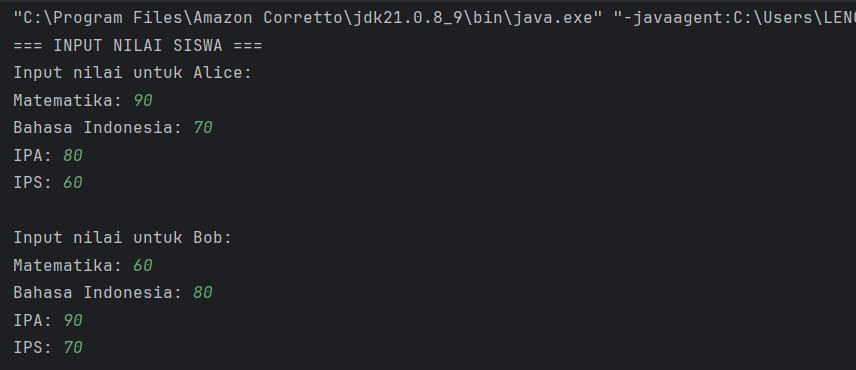 "C:\Program Files\Amazon Corretto\jdk21.0.8_9\bin\java.exe" "-javaagent:C:\Users\LENO
=== INPUT NILAI SISWA ===
Input nilai untuk Alice:
Matematika: 90
Bahasa Indonesia: 70
IPA: 80
IPS: 60
Input nilai untuk Bob:
Matematika: 60
Bahasa Indonesia: 80
IPA: 90
IPS: 70